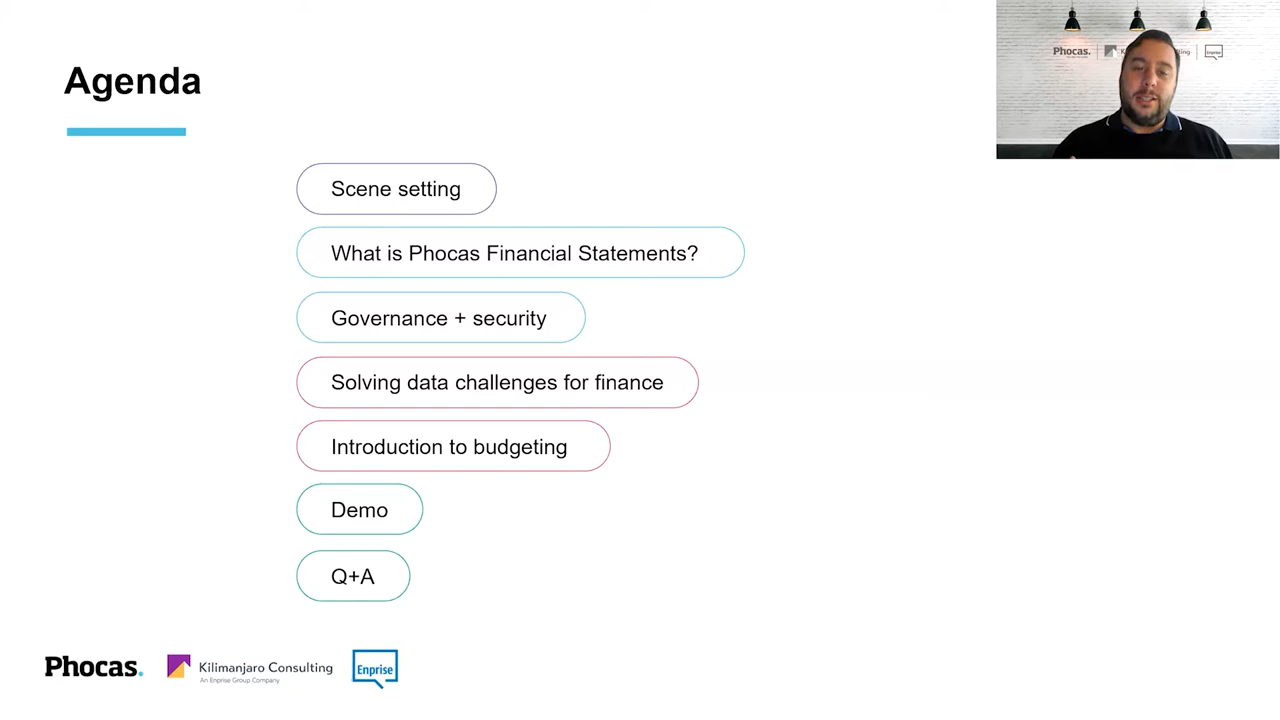 Agenda
Phocas.
Enprise
Scene setting
What is Phocas Financial Statements?
Governance + security
Solving data challenges for finance
Introduction to budgeting
Demo
Q+A
Phocas.
Kilimanjaro Consulting
An Enprise Group Company
Enprise